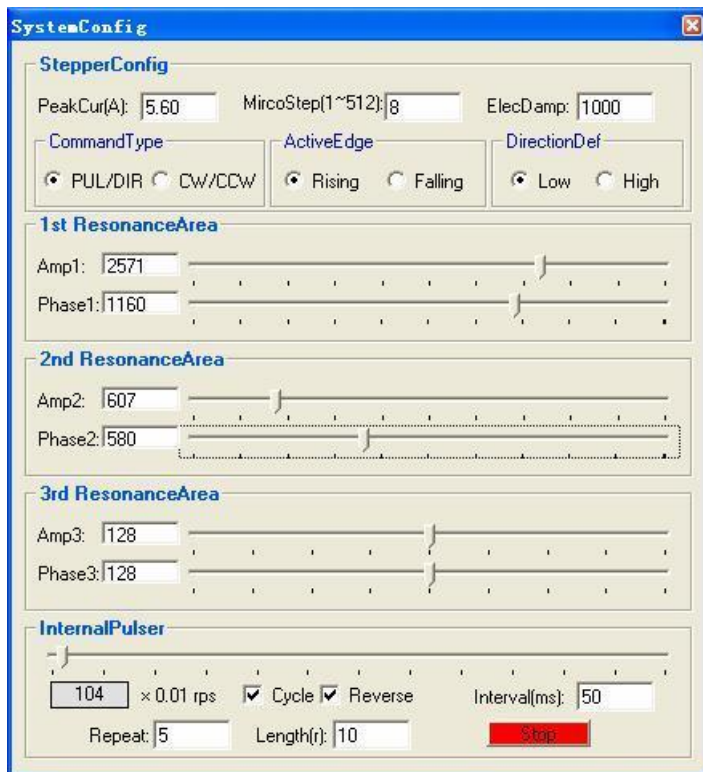 SystemConfig
StepperConfig
PeakCur(A): 5.60 MircoStep(1~512): 8 ElecDamp: 1000
CommandType ActiveEdge DirectionDef
PUL/DIR CW/CCW Rising Falling Low High
1st ResonanceArea
Amp1: 2571
Phase1: 1160
2nd ResonanceArea
Amp2: 607
Phase2: 580
3rd ResonanceArea
Amp3: 128
Phase3: 128
InternalPulser
104 × 0.01 rps Cycle Reverse Interval(ms): 50
Repeat: 5 Length(r): 10 Stop